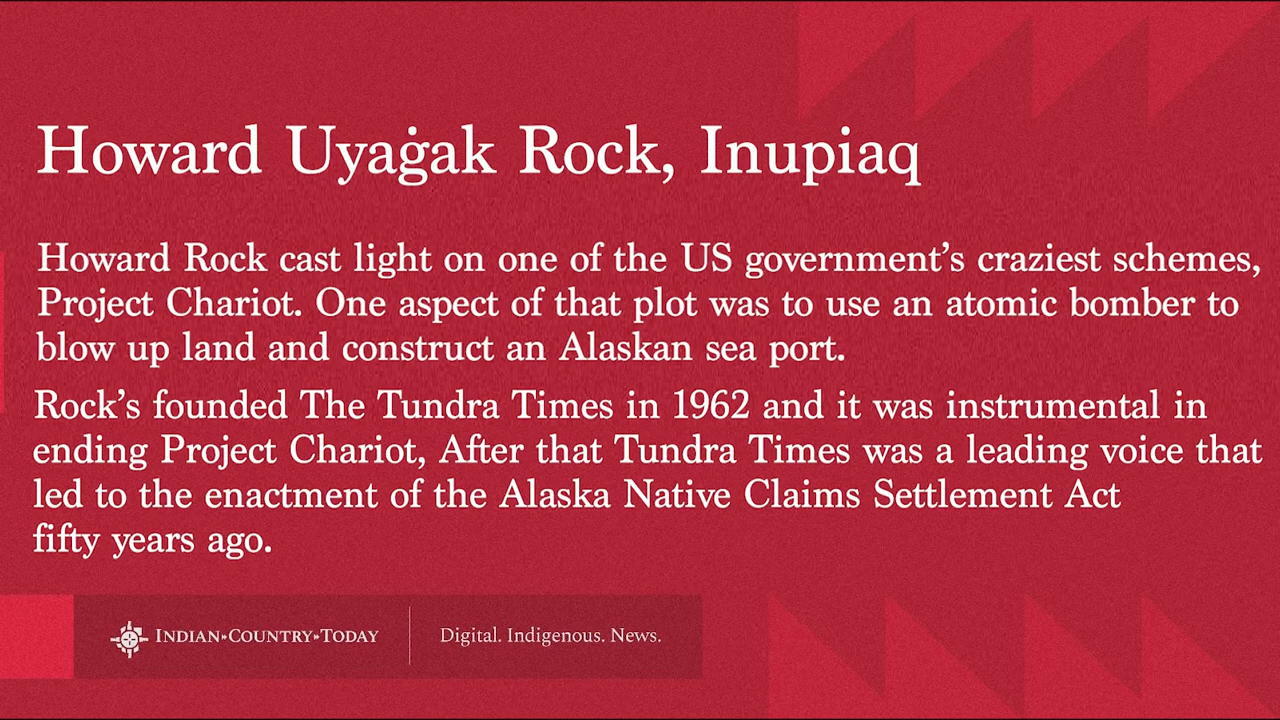 Howard Uyaġak Rock, Inupiaq
Howard Rock cast light on one of the US government’s craziest schemes,
Project Chariot. One aspect of that plot was to use an atomic bomber to
blow up land and construct an Alaskan sea port.
Rock’s founded The Tundra Times in 1962 and it was instrumental in
ending Project Chariot, After that Tundra Times was a leading voice that
led to the enactment of the Alaska Native Claims Settlement Act
fifty years ago.
INDIAN»COUNTRY»TODAY
Digital. Indigenous. News.